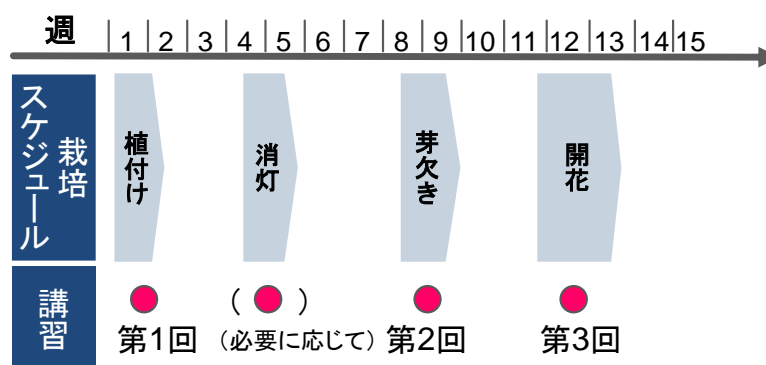 週 1 2 3 4 5 6 7 8 9 10 11 12 13 14 15
栽培スケジュール
植付け
消灯
芽欠き
開花
講習
( )
第1回 (必要に応じて) 第2回 第3回